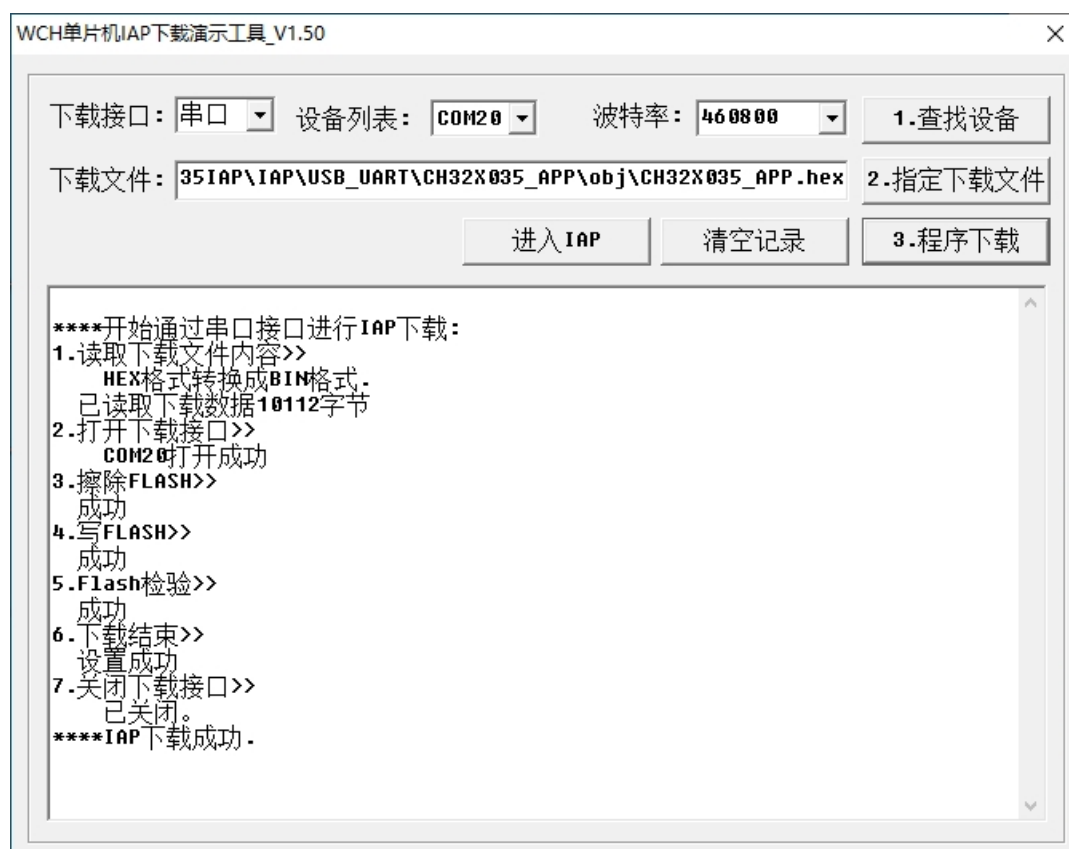 WCH单片机IAP下载演示工具_V1.50
下载接口: 串口 设备列表: COM20 波特率: 460800 1.查找设备
下载文件: 35IAP\IAP\USB_UART\CH32X035_APP\obj\CH32X035_APP.hex 2.指定下载文件
进入IAP 清空记录 3.程序下载
****开始通过串口接口进行IAP下载:
1.读取下载文件内容>>
HEX格式转换成BIN格式.
已读取下载数据10112字节
2.打开下载接口>>
COM20打开成功
3.擦除FLASH>>
成功
4.写FLASH>>
成功
5.Flash检验>>
成功
6.下载结束>>
设置成功
7.关闭下载接口>>
已关闭。
****IAP下载成功.